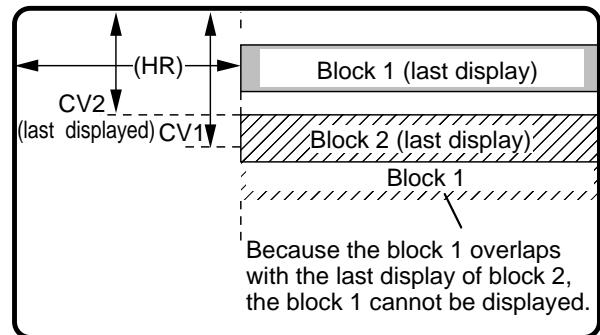 (HR)
Block 1 (last display)
CV2
(last displayed)
CV1
Block 2 (last display)
Block 1
Because the block 1 overlaps
with the last display of block 2,
the block 1 cannot be displayed.